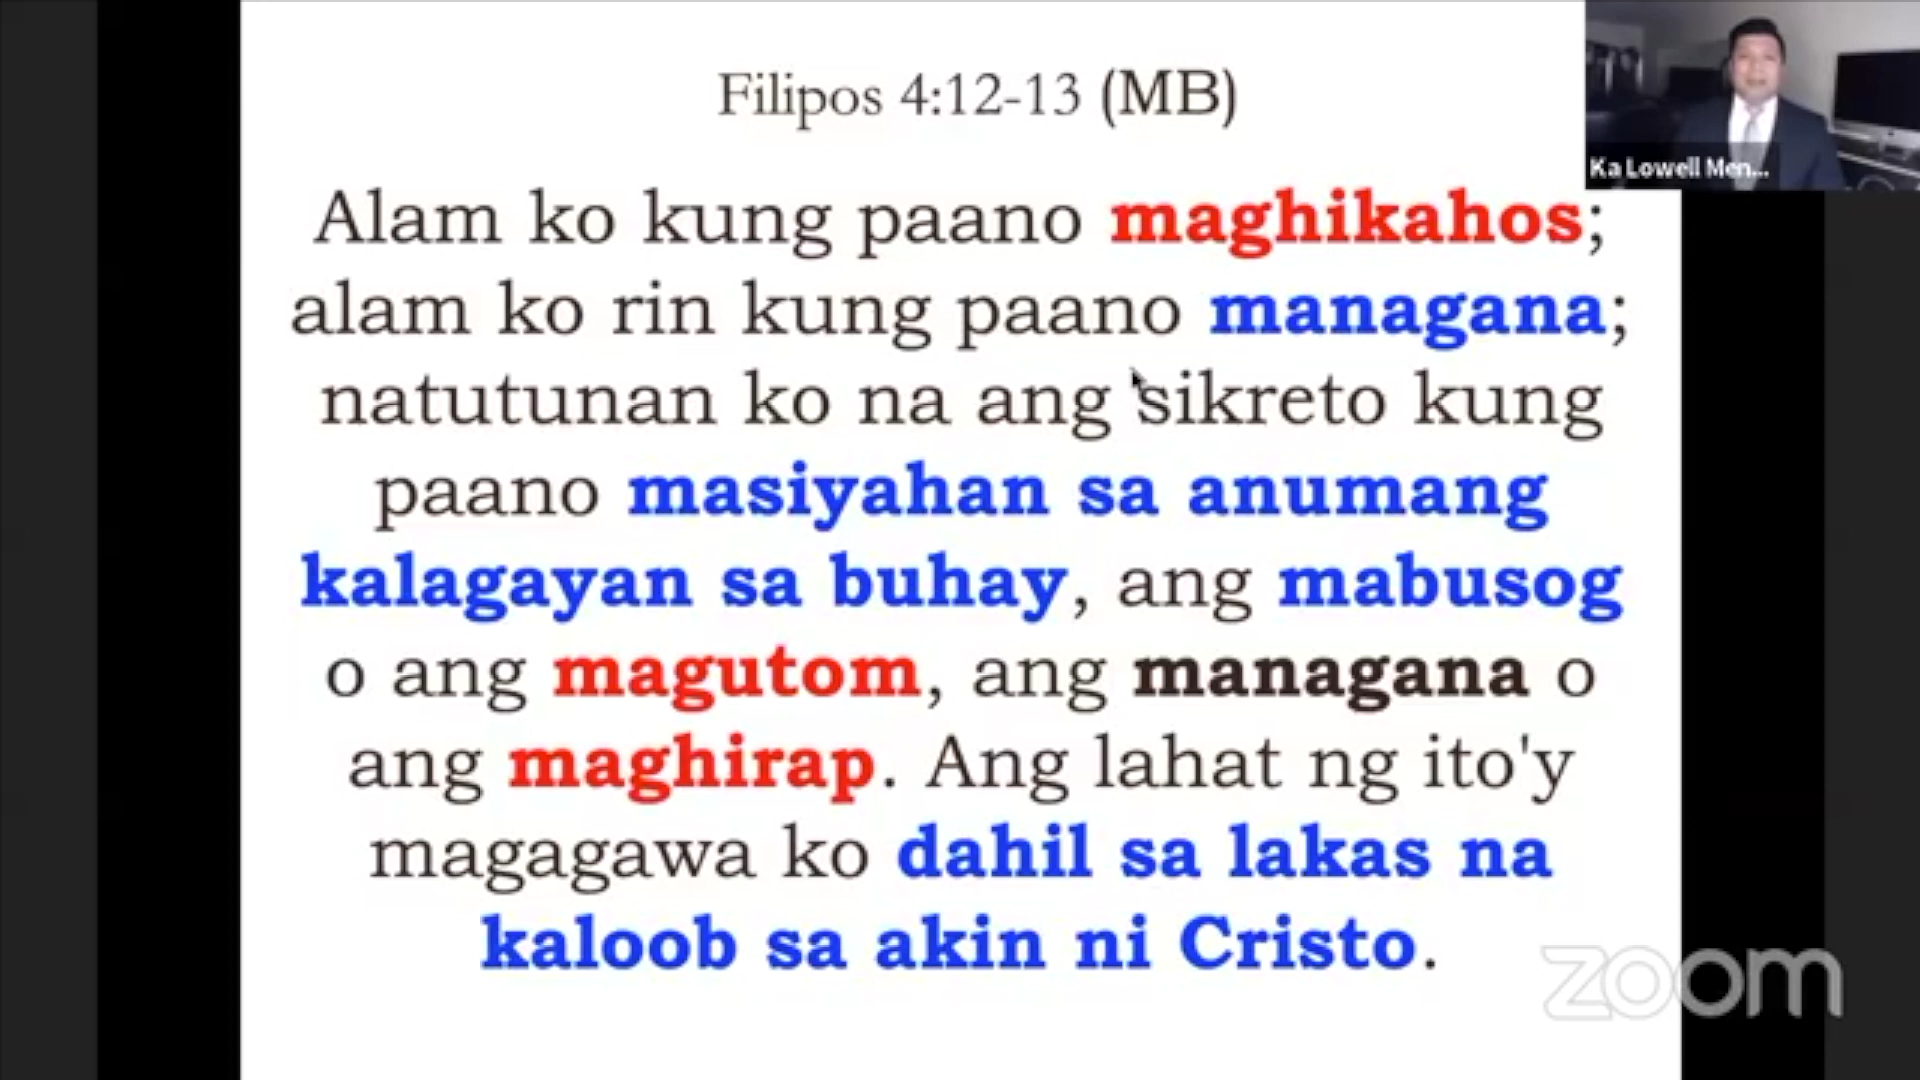 Filipos 4:12-13 (MB)
Ka Lowell Men...
Alam ko kung paano maghikahos;
alam ko rin kung paano managana;
natutunan ko na ang sikreto kung
paano masiyahan sa anumang
kalagayan sa buhay, ang mabusog
o ang magutom, ang managana o
ang maghirap. Ang lahat ng ito'y
magagawa ko dahil sa lakas na
kaloob sa akin ni Cristo.
zoom